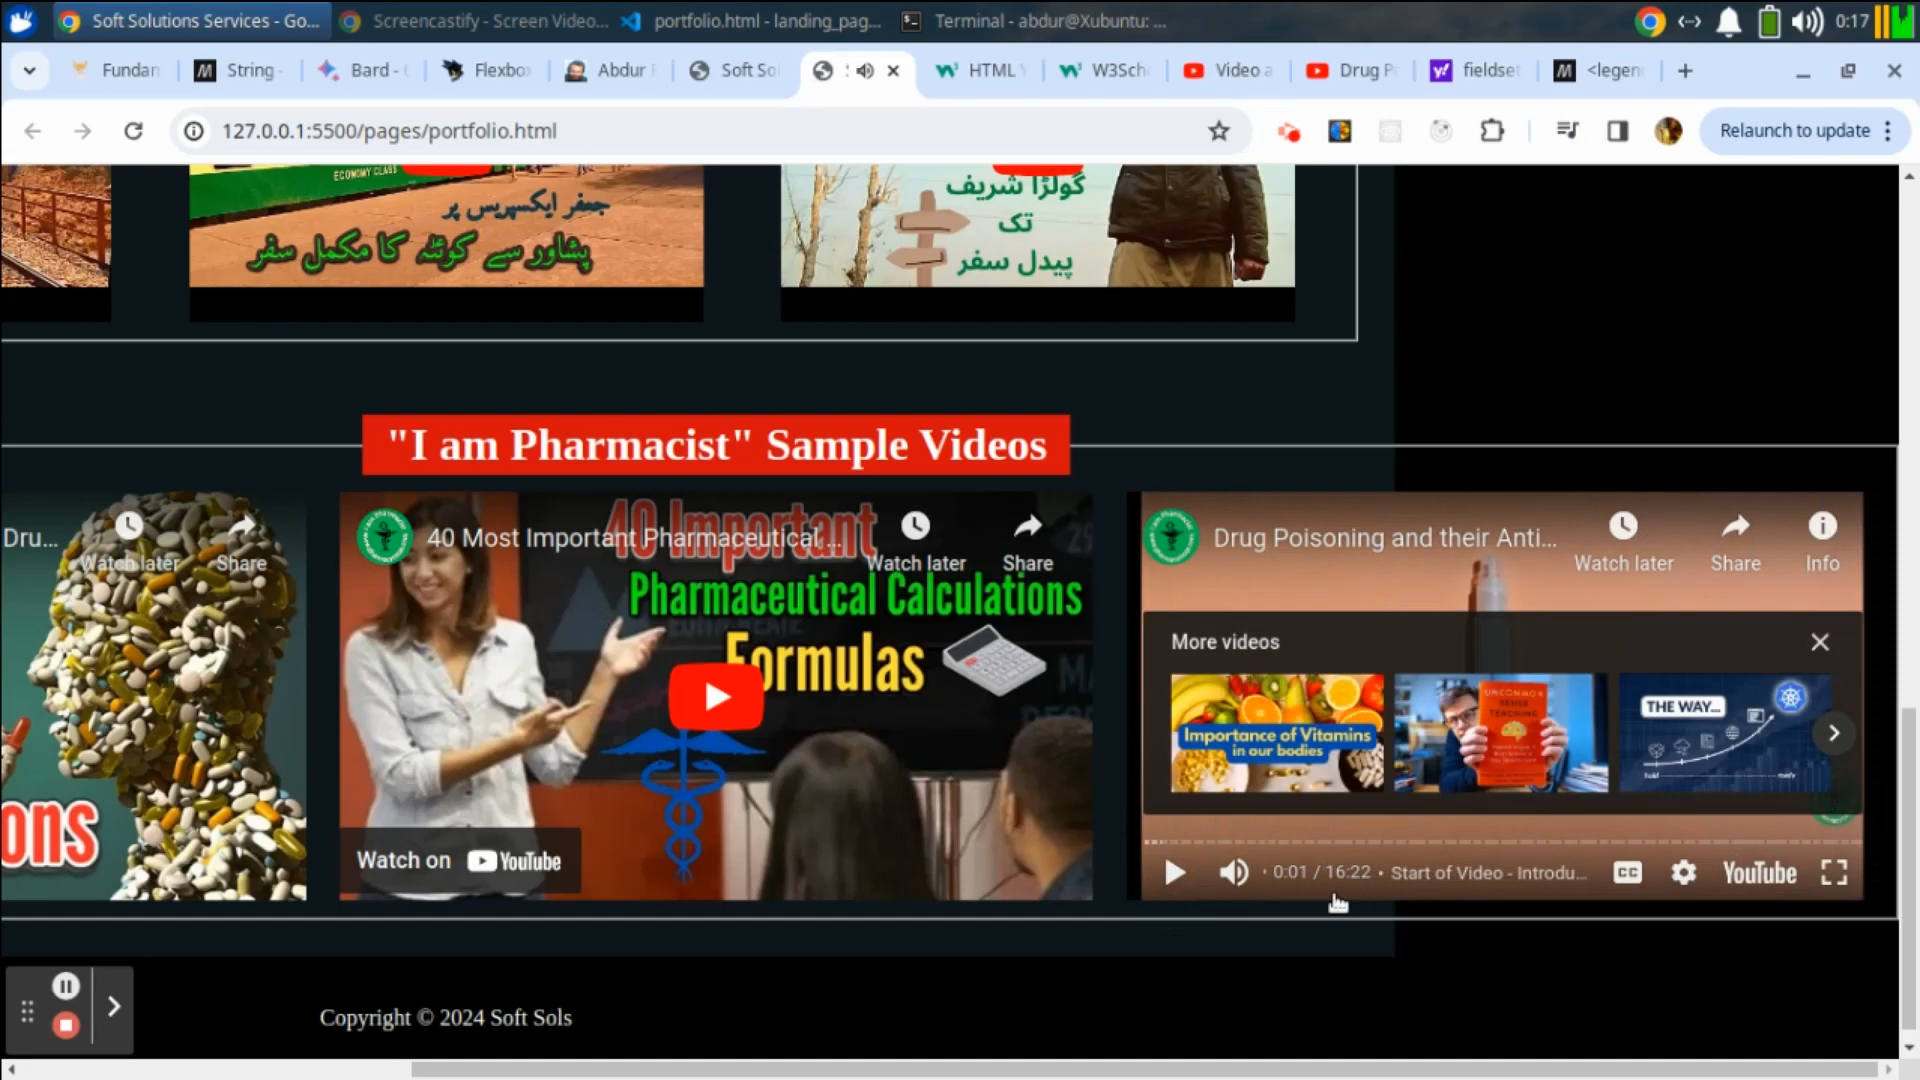 Soft Solutions Services - Go...
Screencastify - Screen Video...
portfolio.html - landing_pag...
Terminal - abdur@Xubuntu: ...
0:17
Fundan
String -
Bard -
Flexbo
Abdur
Soft So
HTML
W3Sch
Video a
Drug P
fieldset
<legen
127.0.0.1:5500/pages/portfolio.html
Relaunch to update
ECONOMY CLASS
جعفر ایکسپریس پر
پشاور سے کوئٹہ کا مکمل سفر
گولڑا شریف
تک
پیدل سفر
"I am Pharmacist" Sample Videos
Dru...
Watch later
Share
ons
40 Most Important Pharmaceutical ...
Watch later
Share
40 Important
Pharmaceutical Calculations
Formulas
Watch on YouTube
Drug Poisoning and their Anti...
Watch later
Share
Info
More videos
Importance of Vitamins
in our bodies
UNCOMMON
SENSE
TEACHING
THE WAY...
0:01 / 16:22 • Start of Video - Introdu...
CC
YouTube
Copyright © 2024 Soft Sols